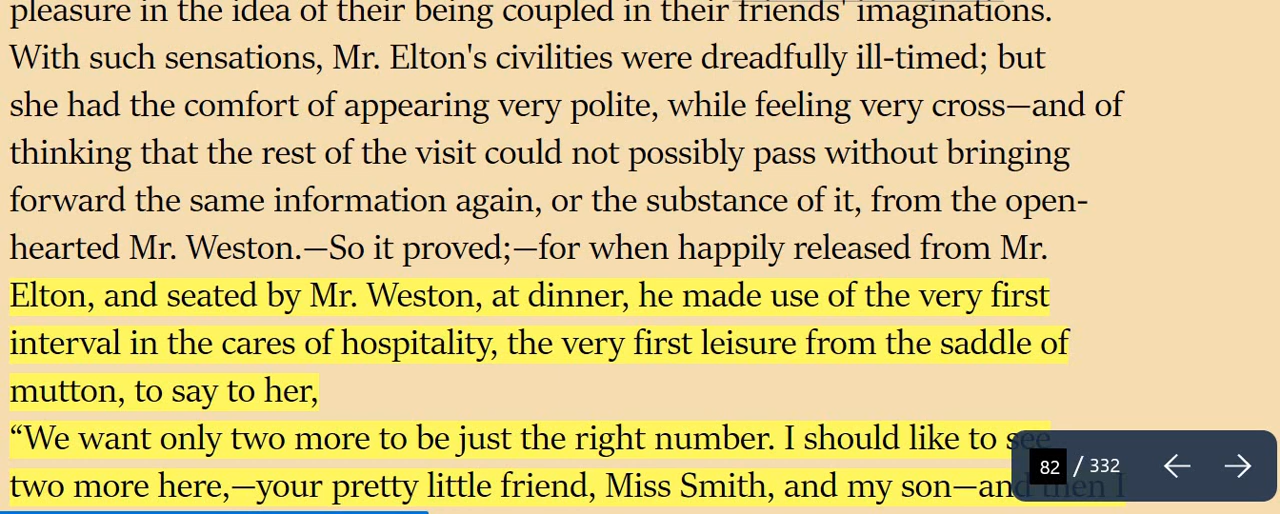 pleasure in the idea of their being coupled in their friends' imaginations.
With such sensations, Mr. Elton's civilities were dreadfully ill-timed; but
she had the comfort of appearing very polite, while feeling very cross—and of
thinking that the rest of the visit could not possibly pass without bringing
forward the same information again, or the substance of it, from the open-
hearted Mr. Weston.—So it proved;—for when happily released from Mr.
Elton, and seated by Mr. Weston, at dinner, he made use of the very first
interval in the cares of hospitality, the very first leisure from the saddle of
mutton, to say to her,
“We want only two more to be just the right number. I should like to see
two more here,—your pretty little friend, Miss Smith, and my son—and then I
82 / 332